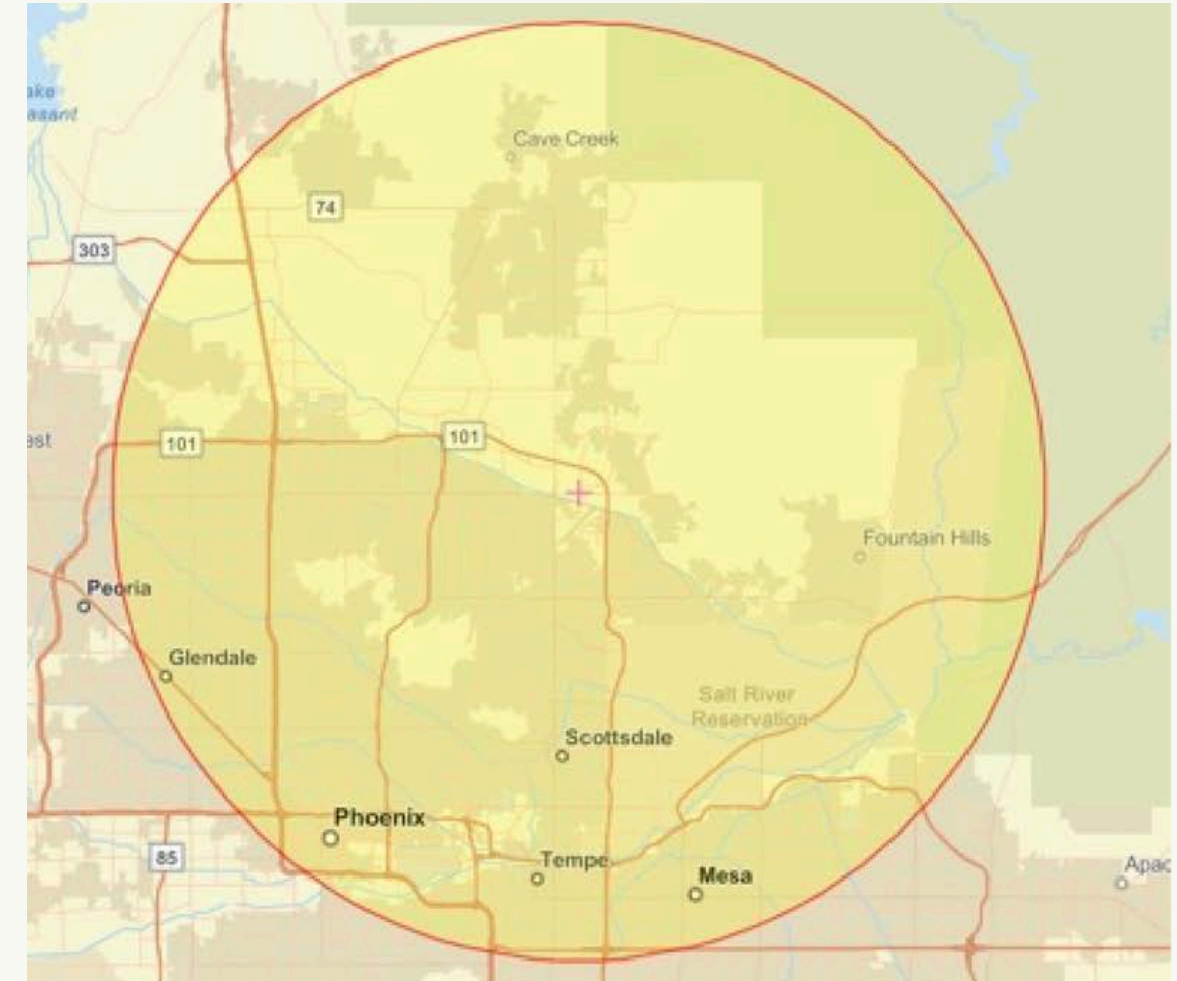 ake
easant
Cave Creek
74
303
101
101
est
Fountain Hills
Peoria
Glendale
Salt River
Reservation
Scottsdale
Phoenix
Tempe
85
Mesa
Apac